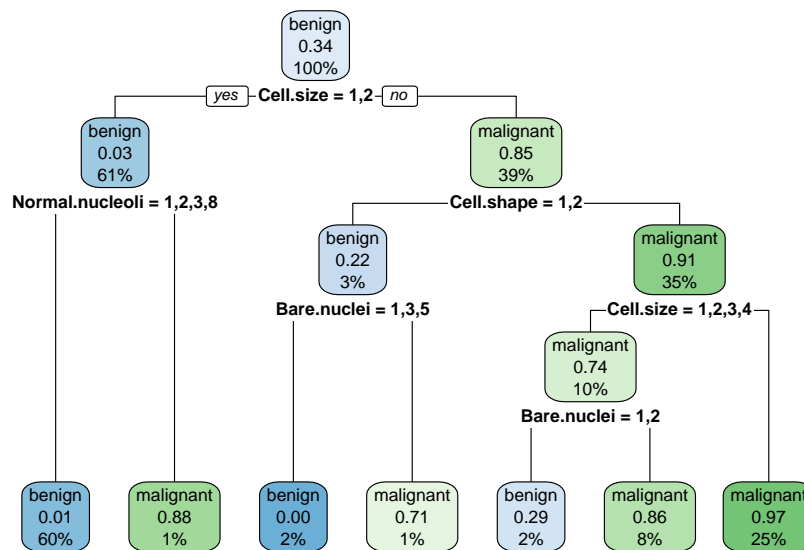 benign
0.34
100%
yes Cell.size = 1,2 no
benign
0.03
61%
Normal.nucleoli = 1,2,3,8
malignant
0.85
39%
Cell.shape = 1,2
benign
0.22
3%
Bare.nuclei = 1,3,5
malignant
0.91
35%
Cell.size = 1,2,3,4
malignant
0.74
10%
Bare.nuclei = 1,2
benign
0.01
60%
malignant
0.88
1%
benign
0.00
2%
malignant
0.71
1%
benign
0.29
2%
malignant
0.86
8%
malignant
0.97
25%